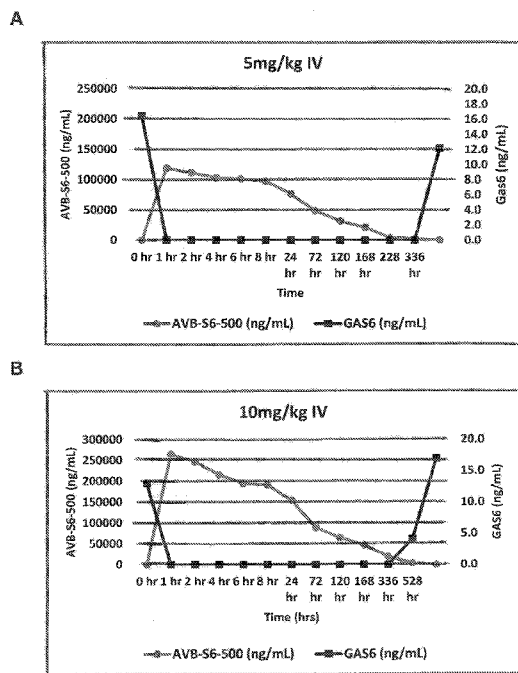 A
5mg/kg IV
AVB-S6-500 (ng/mL)
250000
200000
150000
100000
50000
0
Gas6 (ng/mL)
20.0
18.0
16.0
14.0
12.0
10.0
8.0
6.0
4.0
2.0
0.0
0 hr 1 hr 2 hr 4 hr 6 hr 8 hr 24 hr 72 hr 120 hr 168 hr 228 336 hr
Time
AVB-S6-500 (ng/mL) GAS6 (ng/mL)
B
10mg/kg IV
AVB-S6-500 (ng/mL)
300000
250000
200000
150000
100000
50000
0
GAS6 (ng/mL)
20.0
15.0
10.0
5.0
0.0
0 hr 1 hr 2 hr 4 hr 6 hr 8 hr 24 hr 72 hr 120 hr 168 hr 336 hr 528 hr
Time (hrs)
AVB-S6-500 (ng/mL) GAS6 (ng/mL)